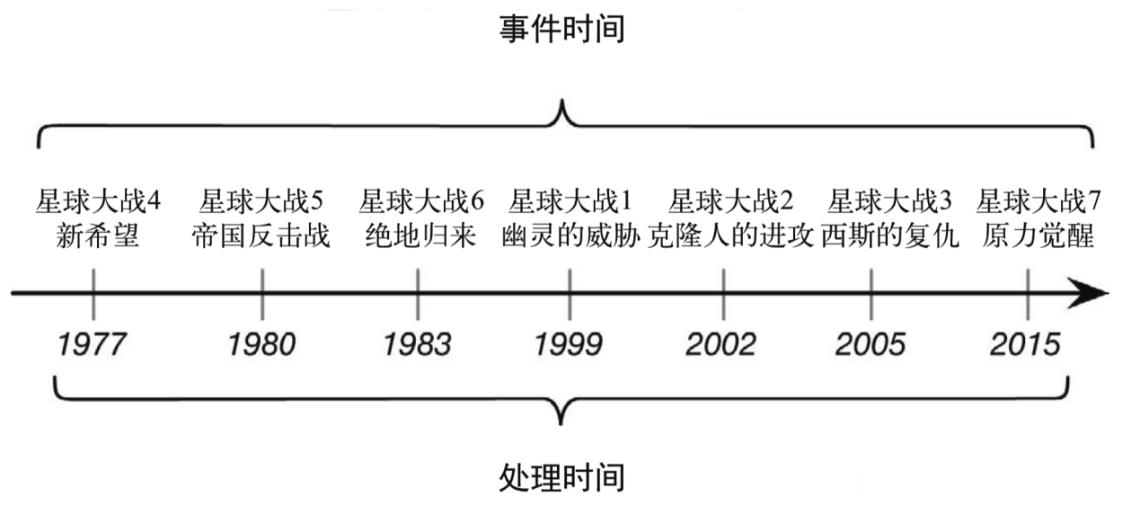 事件时间
星球大战4 星球大战5 星球大战6 星球大战1 星球大战2 星球大战3 星球大战7
新希望 帝国反击战 绝地归来 幽灵的威胁 克隆人的进攻 西斯的复仇 原力觉醒
1977 1980 1983 1999 2002 2005 2015
处理时间